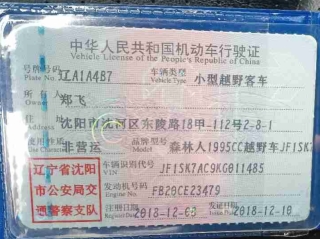 中华人民共和国机动车行驶证
Vehicle License of the People's Republic of China
号牌号码 辽A1A4B7 车辆类型 小型越野客车
Plate No. Vehicle Type
所有人 郑飞
Owner
住址 沈阳市沈河区东陵路18甲-112号2-8-1
Address
使用性质 非营运 品牌型号 森林人1995CC越野车JF1SK7
Model
辽宁省沈阳 车辆识别代号 JF1SK7AC9KG011485
VIN
市公安局交 发动机号码 FB20CE23479
Engine No.
通警察支队 注册日期 2018-12- 发证日期 2018-12-10